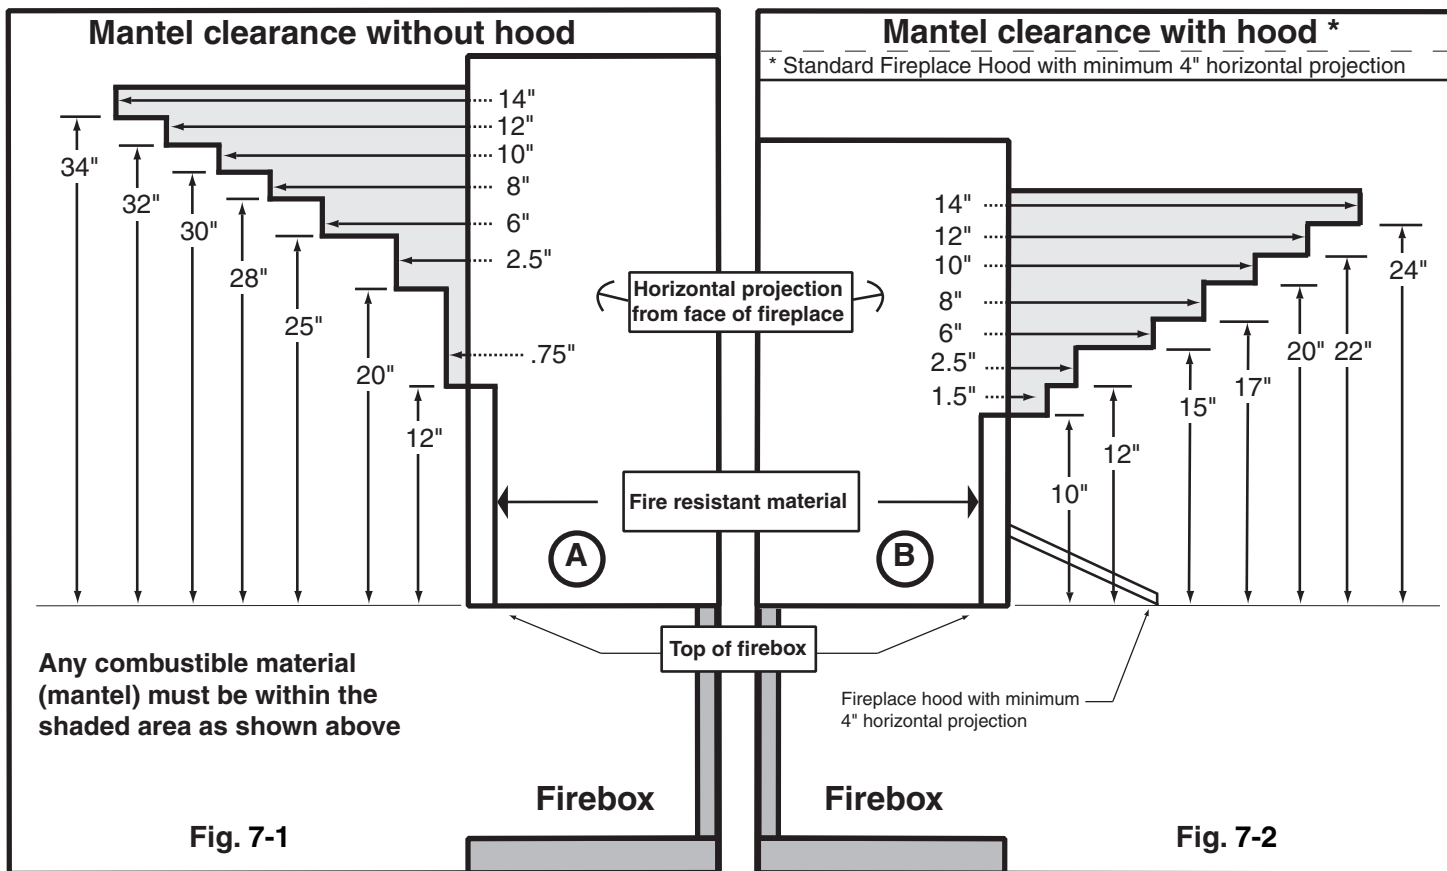 Mantel clearance without hood
14"
12"
10"
8"
6"
2.5"
.75"
34"
32"
30"
28"
25"
20"
12"
A
Any combustible material
(mantel) must be within the
shaded area as shown above
Firebox
Fig. 7-1
Horizontal projection
from face of fireplace
Fire resistant material
Top of firebox
Mantel clearance with hood *
* Standard Fireplace Hood with minimum 4" horizontal projection
14"
12"
10"
8"
6"
2.5"
1.5"
24"
22"
20"
17"
15"
12"
10"
B
Fireplace hood with minimum
4" horizontal projection
Firebox
Fig. 7-2